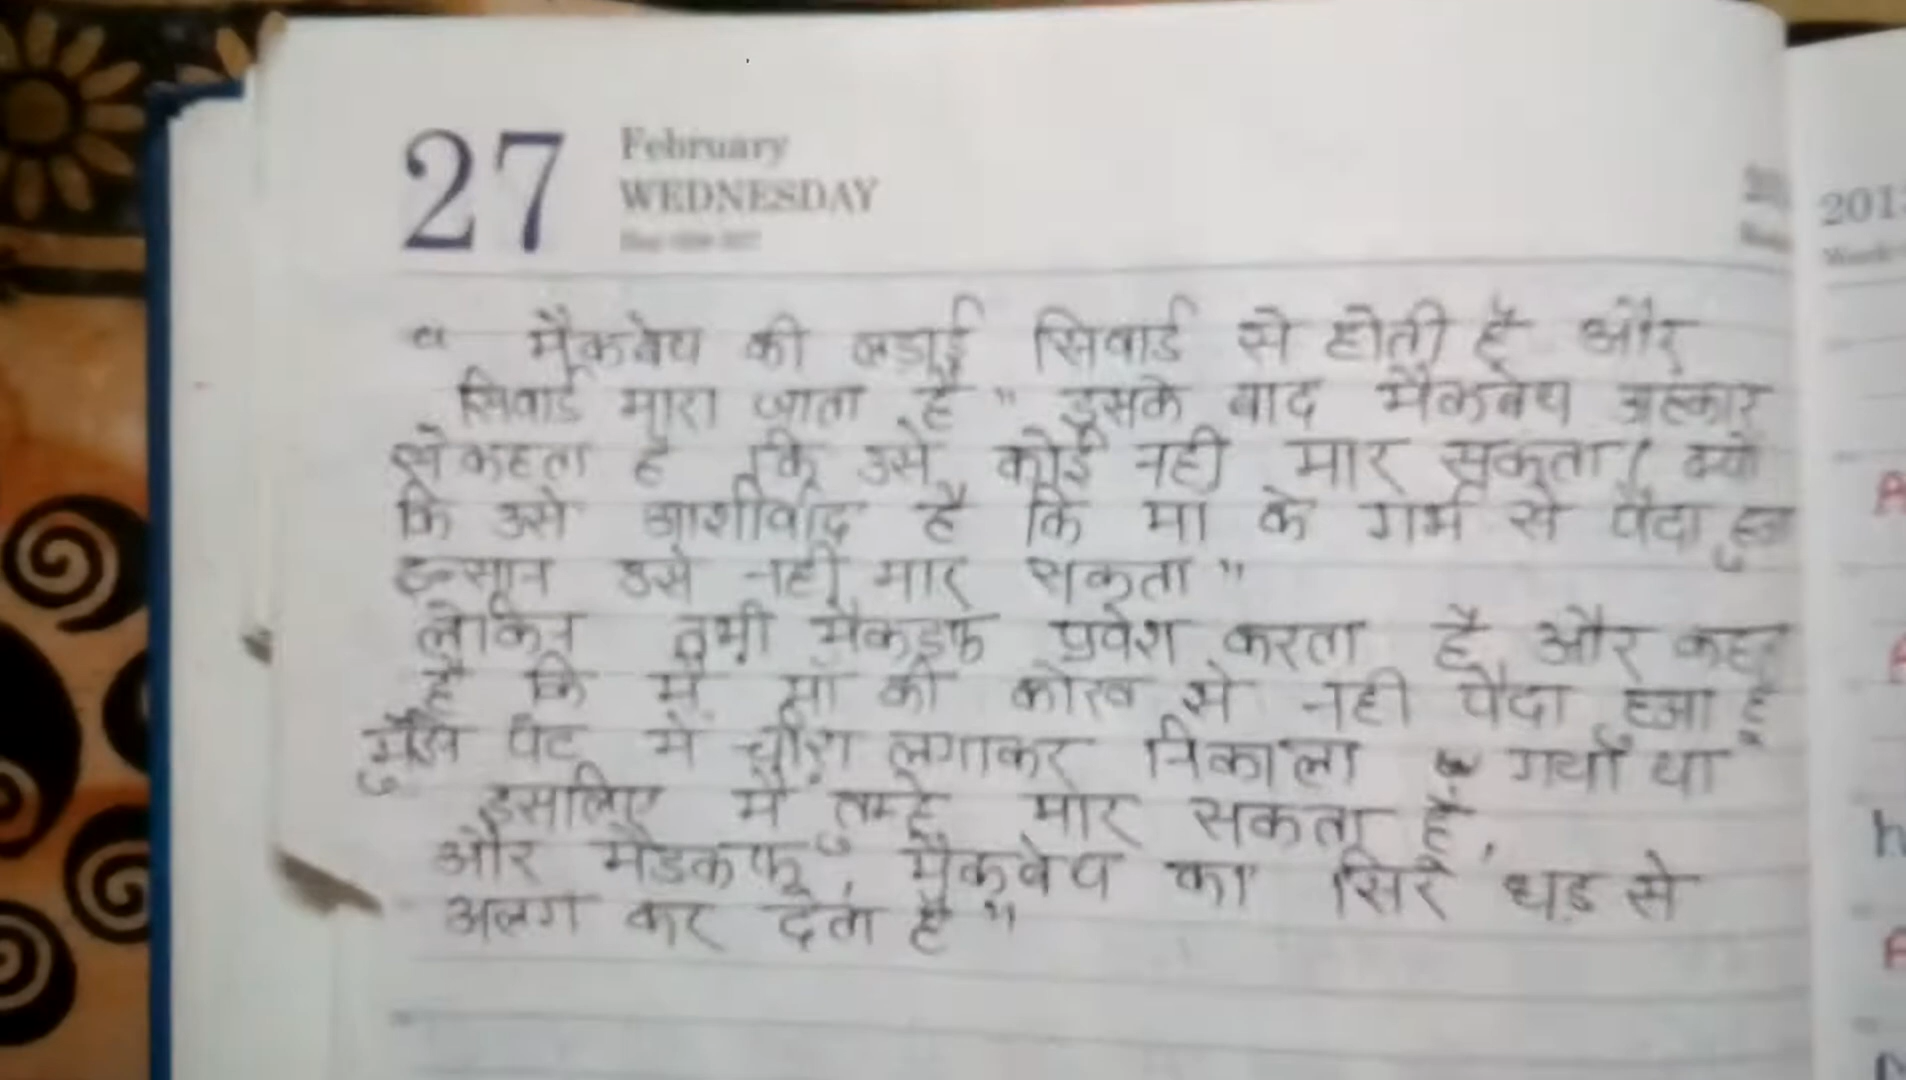 27
February
WEDNESDAY
" मैकबेथ की लडाई सिवार्ड से होती है और
सिवार्ड मारा जाता है " इसके बाद मैकबेथ
से कहता है कि उसे कोई नही मार सकता। क्यो
कि उसे आशीर्वाद है कि मां के गर्भ से पैदा हुआ
इन्सान उसे नही मार सकता "
लेकिन तभी मैकडफ प्रवेश करता है और कहता
है कि मैं माँ की कोख से नही पैदा हुआ हूँ
मुझे पेट में चीरा लगाकर निकाला गया था
इसलिए मैं तुम्हे मार सकता हूँ,
और मैडकफ मैकबेथ का सिर धड़ से
अलग कर देता है "
201
A
A
h
A